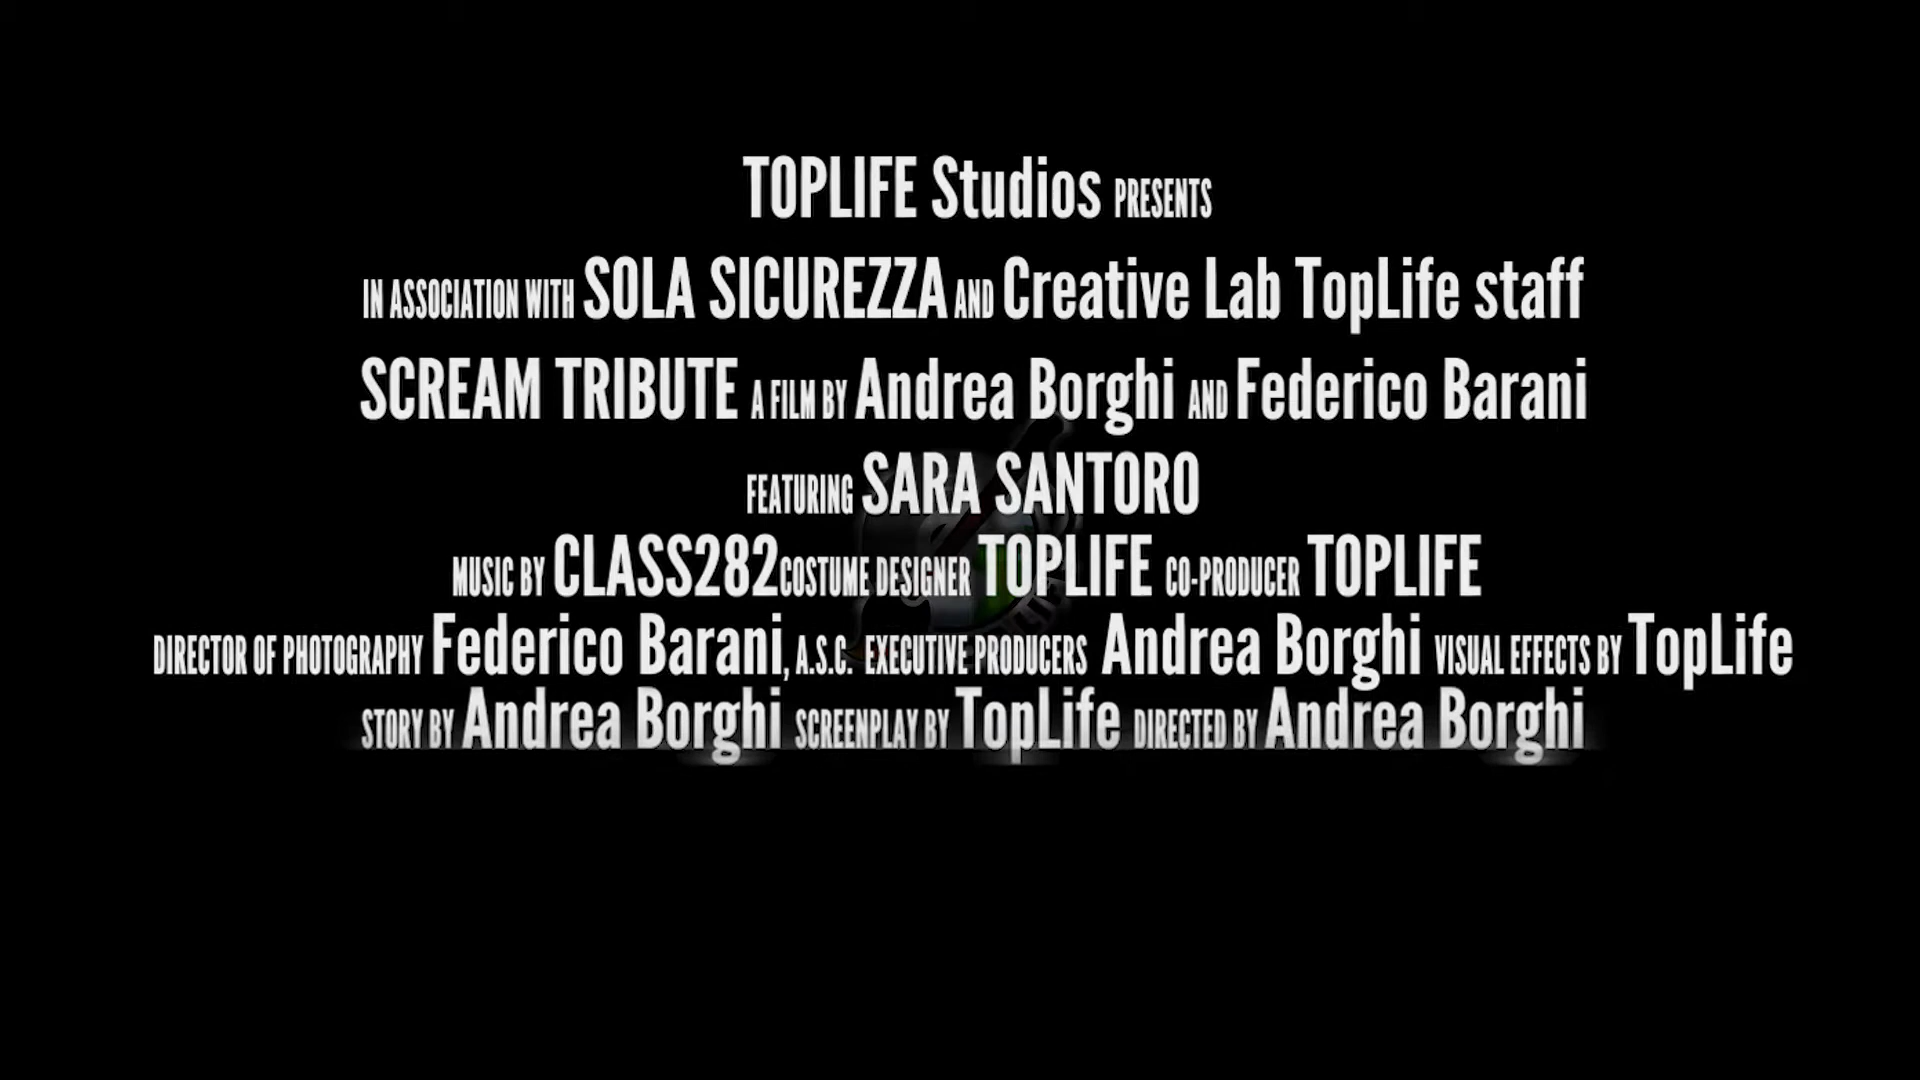 TOPLIFE Studios PRESENTS
IN ASSOCIATION WITH SOLA SICUREZZA AND Creative Lab TopLife staff
SCREAM TRIBUTE A FILM BY Andrea Borghi AND Federico Barani
FEATURING SARA SANTORO
MUSIC BY CLASS282 COSTUME DESIGNER TOPLIFE CO-PRODUCER TOPLIFE
DIRECTOR OF PHOTOGRAPHY Federico Barani, A.S.C. EXECUTIVE PRODUCERS Andrea Borghi VISUAL EFFECTS BY TopLife
STORY BY Andrea Borghi SCREENPLAY BY TopLife DIRECTED BY Andrea Borghi